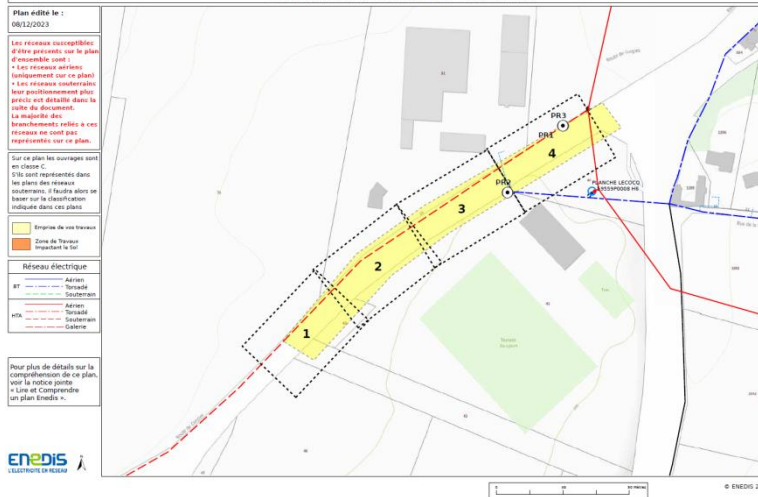 Plan édité le :
08/12/2023
Les réseaux susceptibles
d'être présents sur le plan
d'ensemble sont :
• Les réseaux aériens
(uniquement sur ce plan)
• Les réseaux souterrains
leur positionnement plus
précis est détaillé dans la
suite du document.
La majorité des
branchements reliés à ces
réseaux ne sont pas
représentés sur ce plan.
Sur ce plan les ouvrages sont
en classe C.
S'ils sont représentés dans
les plans des réseaux
souterrains, il faudra alors se
baser sur la classification
indiquée dans ces plans
Emprise de vos travaux
Zone de Travaux
Impactant le Sol
Réseau électrique
BT
Aérien
Torsadé
Souterrain
HTA
Aérien
Torsadé
Souterrain
Galerie
Pour plus de détails sur la
compréhension de ce plan,
voir la notice jointe
« Lire et Comprendre
un plan Enedis ».
ENEDIS
L'ELECTRICITE EN RESEAU
PR3
PR1
4
PR2
PLANCHE LECOCQ
3
2
1
© ENEDIS 2